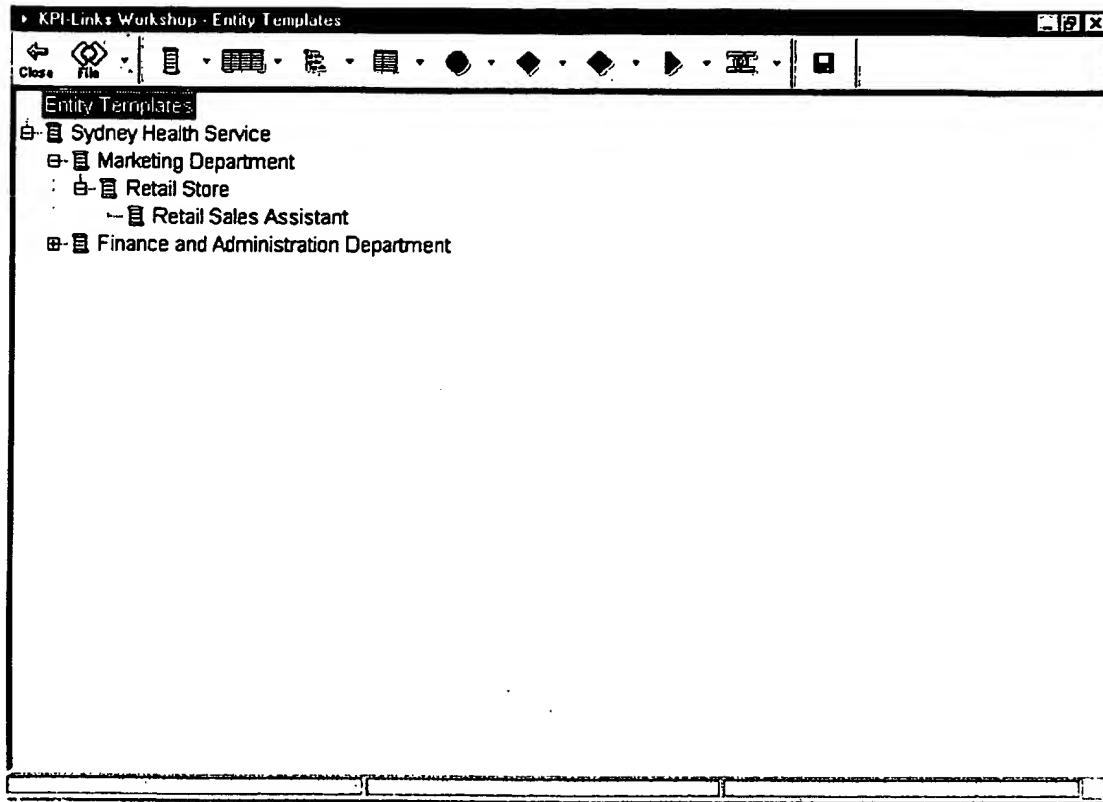 KPI-Links Workshop - Entity Templates
Close File
Entity Templates
Sydney Health Service
Marketing Department
Retail Store
Retail Sales Assistant
Finance and Administration Department